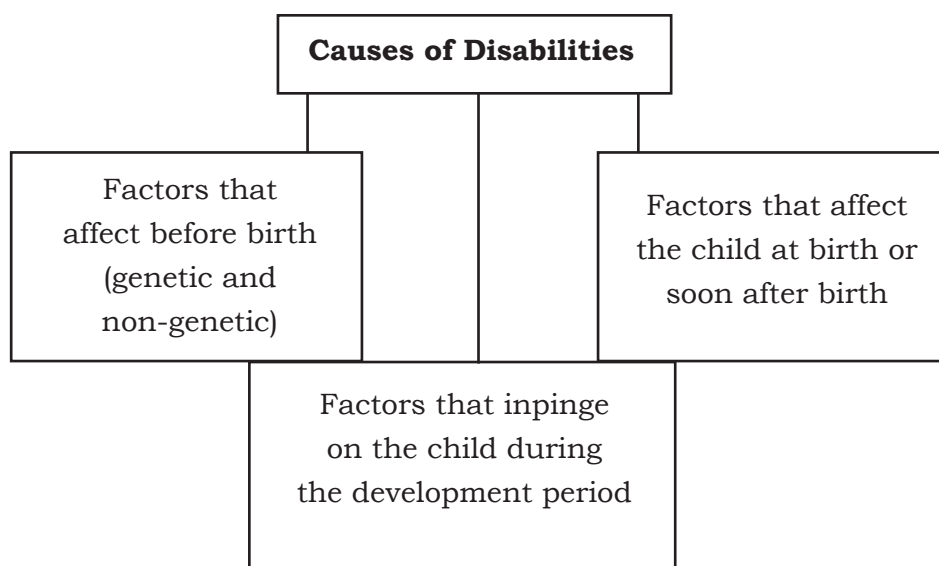 Causes of Disabilities
Factors that
affect before birth
(genetic and
non-genetic)
Factors that affect
the child at birth or
soon after birth
Factors that inpinge
on the child during
the development period